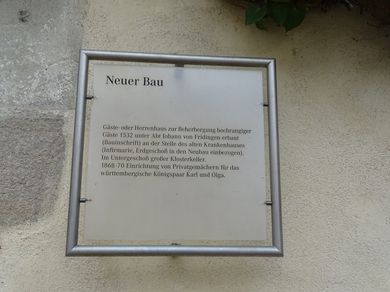 Neuer Bau
Gäste- oder Herrenhaus zur Beherbergung hochrangiger
Gäste 1532 unter Abt Johann von Fridingen erbaut
(Bauinschrift) an der Stelle des alten Krankenhauses
(Infirmarie, Erdgeschoß in den Neubau einbezogen).
Im Untergeschoß großer Klosterkeller.
1868-70 Einrichtung von Privatgemächern für das
württembergische Königspaar Karl und Olga.